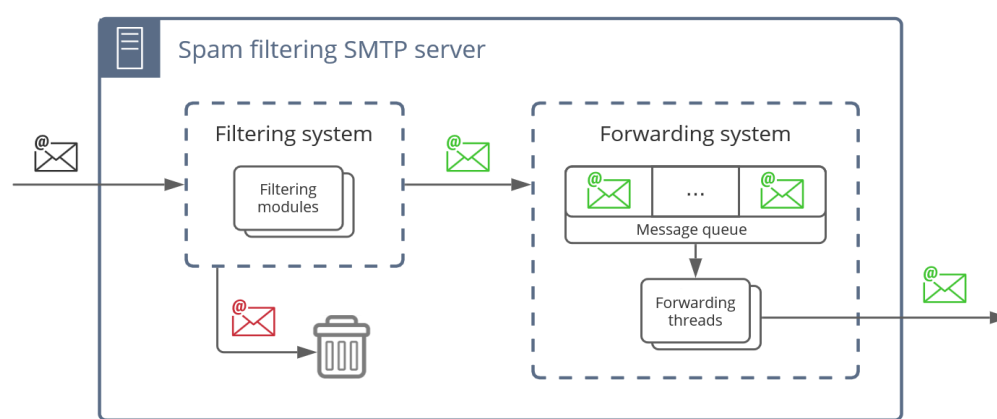 Spam filtering SMTP server
Filtering system
Filtering
modules
Forwarding system
@
@
@
...
@
Message queue
@
Forwarding
threads
@